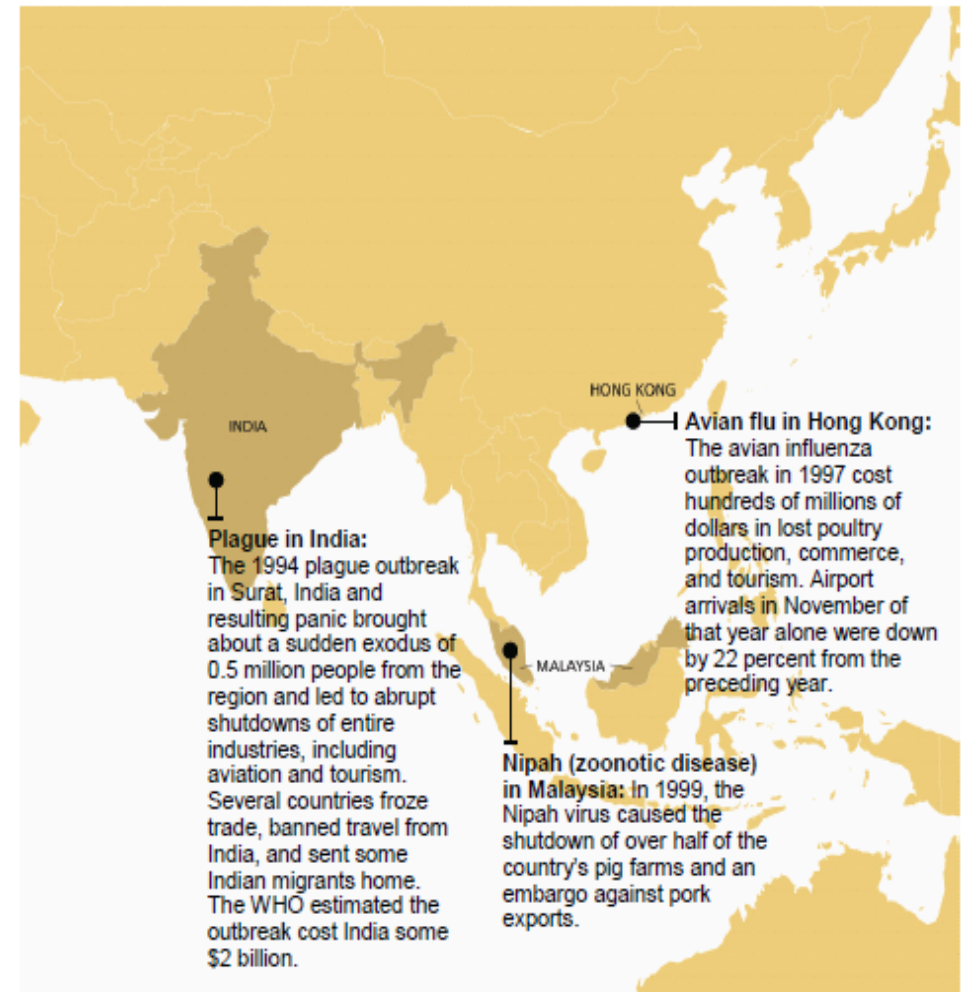 INDIA
HONG KONG
MALAYSIA
Plague in India:
The 1994 plague outbreak
in Surat, India and
resulting panic brought
about a sudden exodus of
0.5 million people from the
region and led to abrupt
shutdowns of entire
industries, including
aviation and tourism.
Several countries froze
trade, banned travel from
India, and sent some
Indian migrants home.
The WHO estimated the
outbreak cost India some
$2 billion.
Avian flu in Hong Kong:
The avian influenza
outbreak in 1997 cost
hundreds of millions of
dollars in lost poultry
production, commerce,
and tourism. Airport
arrivals in November of
that year alone were down
by 22 percent from the
preceding year.
Nipah (zoonotic disease)
in Malaysia: In 1999, the
Nipah virus caused the
shutdown of over half of the
country's pig farms and an
embargo against pork
exports.